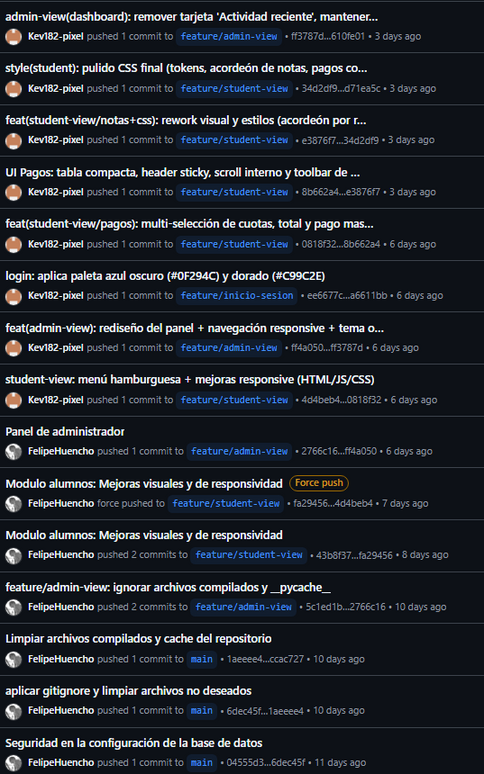 admin-view(dashboard): remover tarjeta 'Actividad reciente', mantener...
Kev182-pixel pushed 1 commit to feature/admin-view • ff3787d...610fe01 • 3 days ago
style(student): pulido CSS final (tokens, acordeón de notas, pagos co...
Kev182-pixel pushed 1 commit to feature/student-view • 34d2df9...d71ea5c • 3 days ago
feat(student-view/notas+css): rework visual y estilos (acordeón por r...
Kev182-pixel pushed 1 commit to feature/student-view • e3876f7...34d2df9 • 3 days ago
UI Pagos: tabla compacta, header sticky, scroll interno y toolbar de ...
Kev182-pixel pushed 1 commit to feature/student-view • 8b662a4...e3876f7 • 3 days ago
feat(student-view/pagos): multi-selección de cuotas, total y pago mas...
Kev182-pixel pushed 1 commit to feature/student-view • 0818f32...8b662a4 • 6 days ago
login: aplica paleta azul oscuro (#0F294C) y dorado (#C99C2E)
Kev182-pixel pushed 1 commit to feature/inicio-sesion • ee6677c...a6611bb • 6 days ago
feat(admin-view): rediseño del panel + navegación responsive + tema o...
Kev182-pixel pushed 1 commit to feature/admin-view • ff4a050...ff3787d • 6 days ago
student-view: menú hamburguesa + mejoras responsive (HTML/JS/CSS)
Kev182-pixel pushed 1 commit to feature/student-view • 4d4beb4...0818f32 • 6 days ago
Panel de administrador
FelipeHuencho pushed 1 commit to feature/admin-view • 2766c16...ff4a050 • 6 days ago
Modulo alumnos: Mejoras visuales y de responsividad Force push
FelipeHuencho force pushed to feature/student-view • fa29456...4d4beb4 • 7 days ago
Modulo alumnos: Mejoras visuales y de responsividad
FelipeHuencho pushed 2 commits to feature/student-view • 43b8f37...fa29456 • 8 days ago
feature/admin-view: ignorar archivos compilados y __pycache__
FelipeHuencho pushed 2 commits to feature/admin-view • 5c1ed1b...2766c16 • 10 days ago
Limpiar archivos compilados y cache del repositorio
FelipeHuencho pushed 1 commit to main • 1aeeee4...ccac727 • 10 days ago
aplicar gitignore y limpiar archivos no deseados
FelipeHuencho pushed 1 commit to main • 6dec45f...1aeeee4 • 10 days ago
Seguridad en la configuración de la base de datos
FelipeHuencho pushed 1 commit to main • 04555d3...6dec45f • 11 days ago